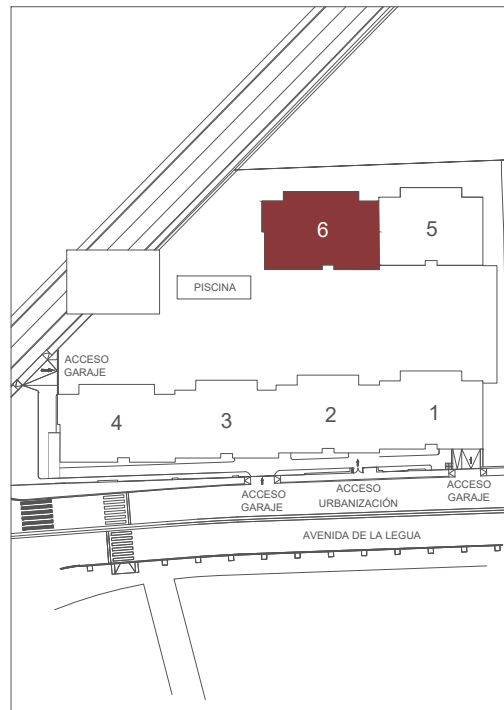 6
5
PISCINA
ACCESO
GARAJE
4
3
2
1
ACCESO
GARAJE
ACCESO
URBANIZACIÓN
ACCESO
GARAJE
AVENIDA DE LA LEGUA